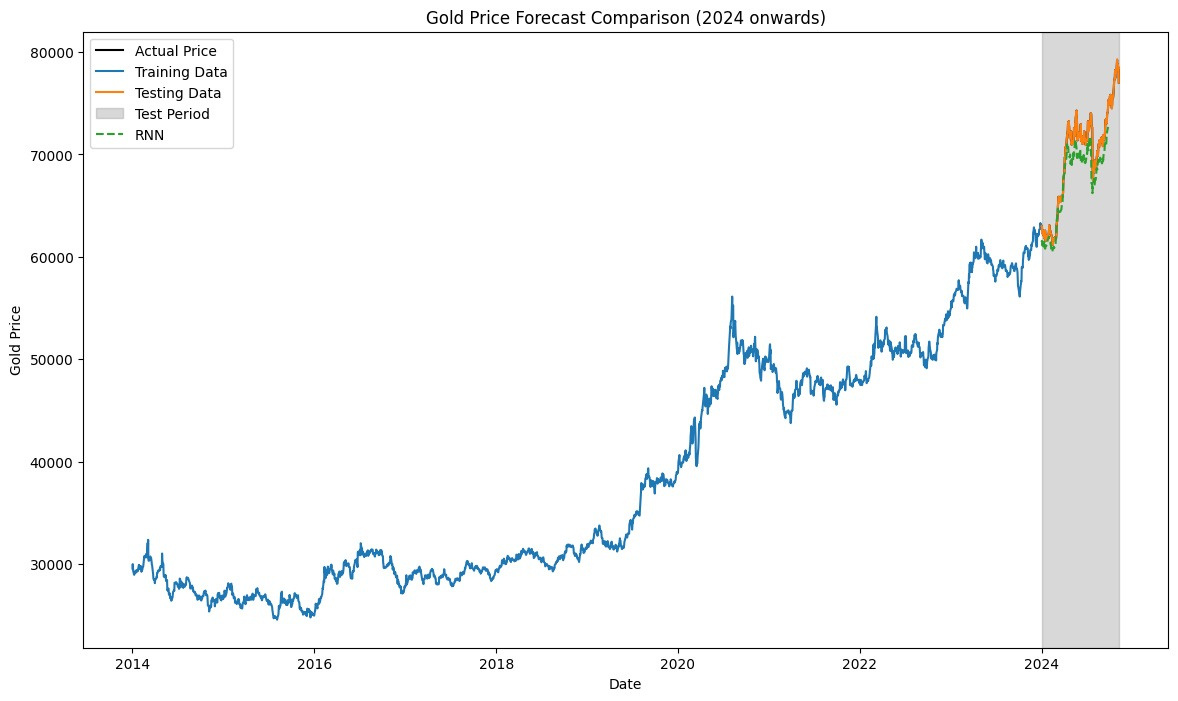 Gold Price Forecast Comparison (2024 onwards)
Actual Price
Training Data
Testing Data
Test Period
RNN
80000
70000
60000
50000
40000
30000
Gold Price
2014
2016
2018
2020
2022
2024
Date